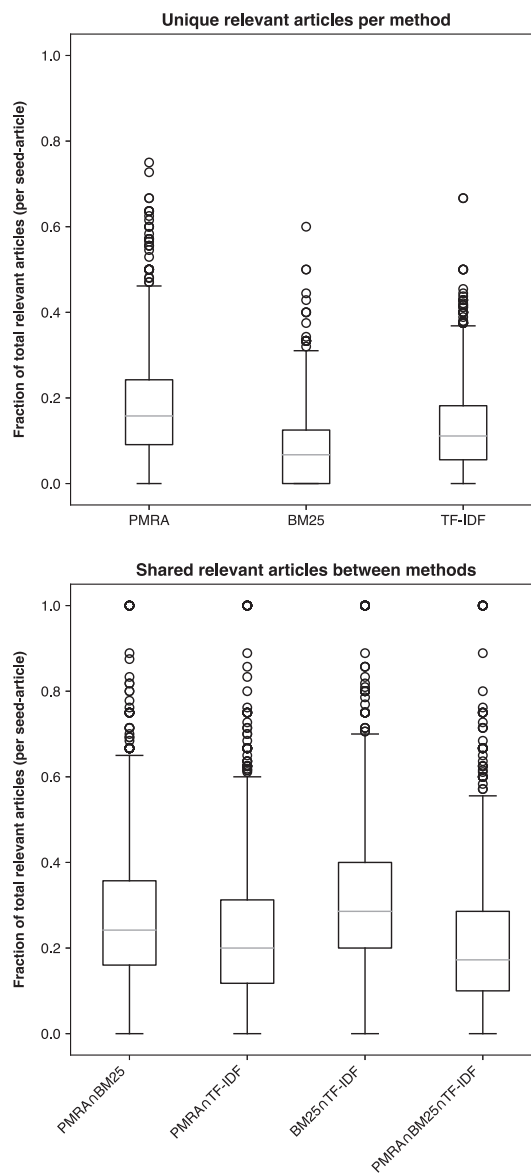 Unique relevant articles per method
Fraction of total relevant articles (per seed-article)
1.0
0.8
0.6
0.4
0.2
0.0
PMRA
BM25
TF-IDF
Shared relevant articles between methods
Fraction of total relevant articles (per seed-article)
1.0
0.8
0.6
0.4
0.2
0.0
PMRA∩BM25
PMRA∩TF-IDF
BM25∩TF-IDF
PMRA∩BM25∩TF-IDF